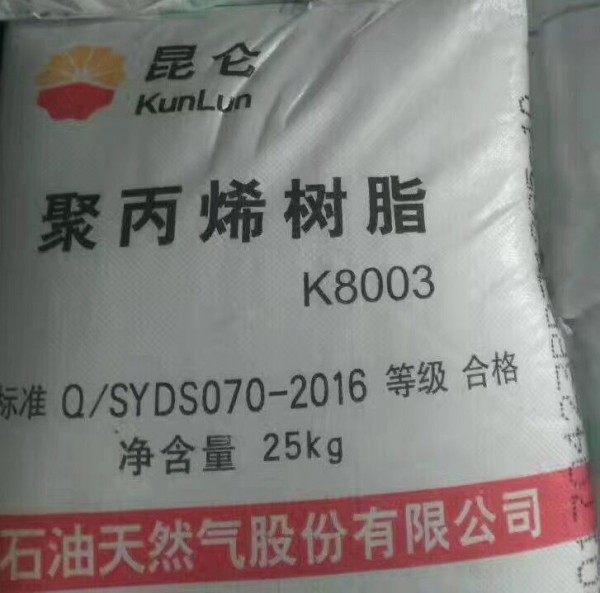 昆仑
KunLun
聚丙烯树脂
K8003
标准 Q/SYDS070-2016 等级 合格
净含量 25kg
石油天然气股份有限公司